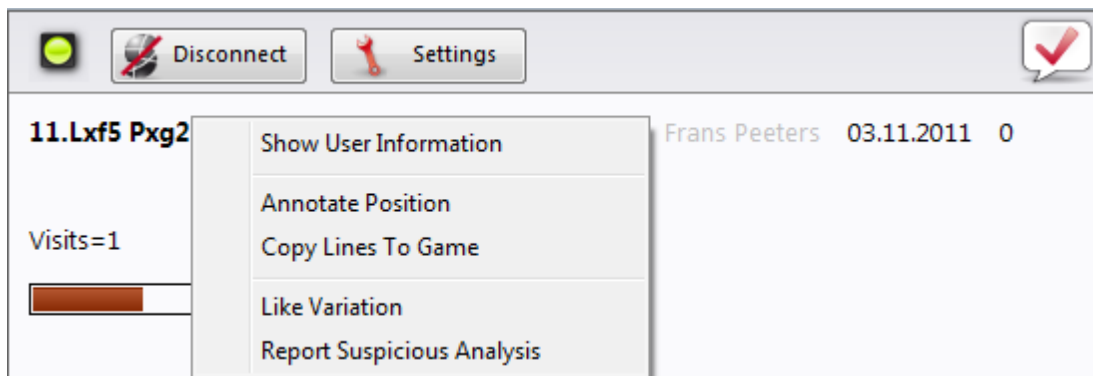 Disconnect Settings
11.Lxf5 Pxg2 Frans Peeters 03.11.2011 0
Show User Information
Annotate Position
Visits=1
Copy Lines To Game
Like Variation
Report Suspicious Analysis